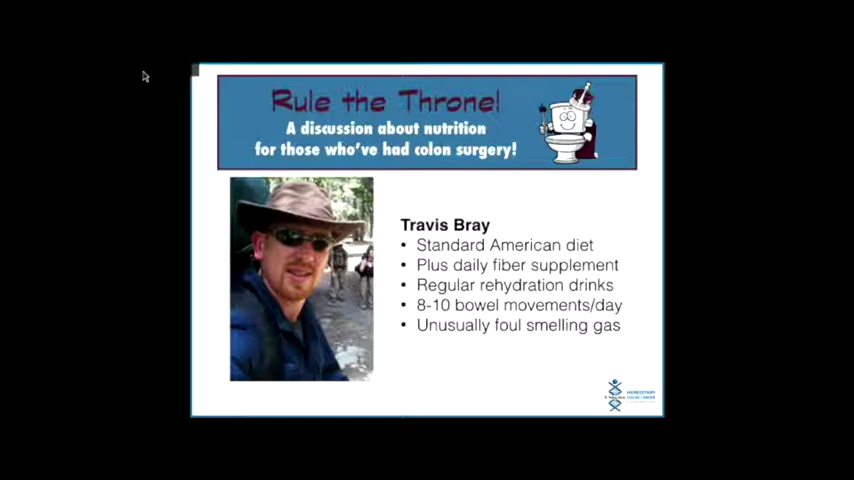 Rule the Throne!
A discussion about nutrition
for those who've had colon surgery!
Travis Bray
• Standard American diet
• Plus daily fiber supplement
• Regular rehydration drinks
• 8-10 bowel movements/day
• Unusually foul smelling gas